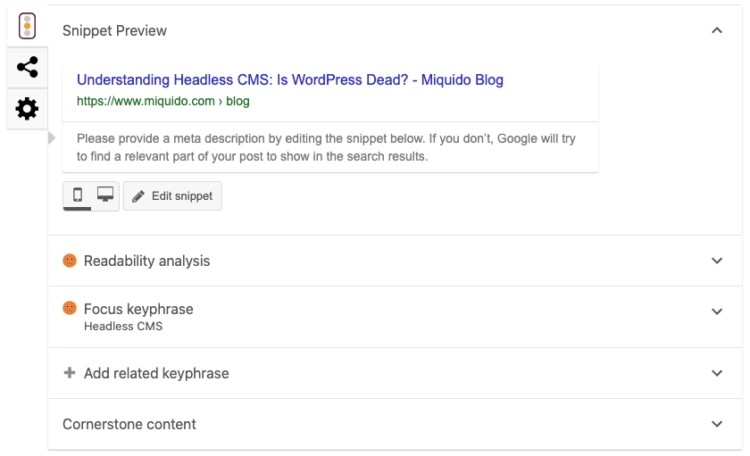 Snippet Preview
Understanding Headless CMS: Is WordPress Dead? - Miquido Blog
https://www.miquido.com › blog
Please provide a meta description by editing the snippet below. If you don't, Google will try
to find a relevant part of your post to show in the search results.
Edit snippet
Readability analysis
Focus keyphrase
Headless CMS
Add related keyphrase
Cornerstone content